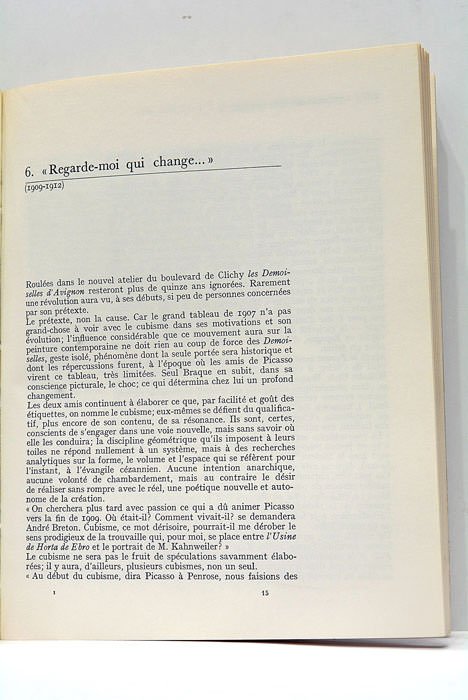 6. « Regarde-moi qui change... »
(1909-1912)
Roulées dans le nouvel atelier du boulevard de Clichy les Demoi-
selles d'Avignon resteront plus de quinze ans ignorées. Rarement
une révolution aura vu, à ses débuts, si peu de personnes concernées
par son prétexte.
Le prétexte, non la cause. Car le grand tableau de 1907 n'a pas
grand-chose à voir avec le cubisme dans ses motivations et son
évolution; l'influence considérable que ce mouvement aura sur la
peinture contemporaine ne doit rien au coup de force des Demoi-
selles, geste isolé, phénomène dont la seule portée sera historique et
dont les répercussions furent, à l'époque où les amis de Picasso
virent ce tableau, très limitées. Seul Braque en subit, dans sa
conscience picturale, le choc; ce qui détermina chez lui un profond
changement.
Les deux amis continuent à élaborer ce que, par facilité et goût des
étiquettes, on nomme le cubisme; eux-mêmes se défient du qualifica-
tif, plus encore de son contenu, de sa résonance. Ils sont, certes,
conscients de s'engager dans une voie nouvelle, mais sans savoir où
elle les conduira; la discipline géométrique qu'ils imposent à leurs
toiles ne répond nullement à un système, mais à des recherches
analytiques sur la forme, le volume et l'espace qui se réfèrent pour
l'instant, à l'évangile cézannien. Aucune intention anarchique,
aucune volonté de chambardement, mais au contraire le désir
de réaliser sans rompre avec le réel, une poétique nouvelle et auto-
nome de la création.
« On cherchera plus tard avec passion ce qui a dû animer Picasso
vers la fin de 1909. Où était-il? Comment vivait-il? se demandera
André Breton. Cubisme, ce mot dérisoire, pourrait-il me dérober le
sens prodigieux de la trouvaille qui, pour moi, se place entre l'Usine
de Horta de Ebro et le portrait de M. Kahnweiler? »
Le cubisme ne sera pas le fruit de spéculations savamment élabo-
rées; il y aura, d'ailleurs, plusieurs cubismes, non un seul.
« Au début du cubisme, dira Picasso à Penrose, nous faisions des
1 15